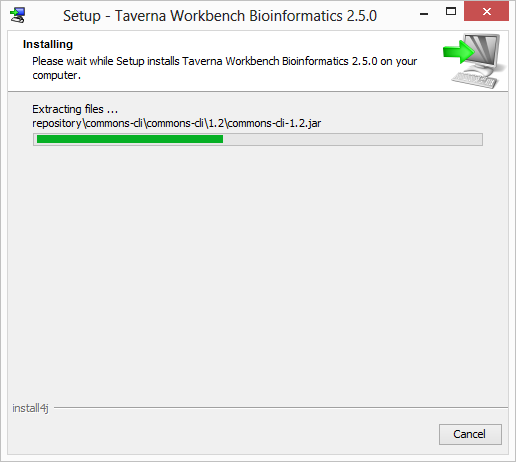 Setup - Taverna Workbench Bioinformatics 2.5.0
Installing
Please wait while Setup installs Taverna Workbench Bioinformatics 2.5.0 on your
computer.
Extracting files ...
repository\commons-cli\commons-cli\1.2\commons-cli-1.2.jar
install4j
Cancel